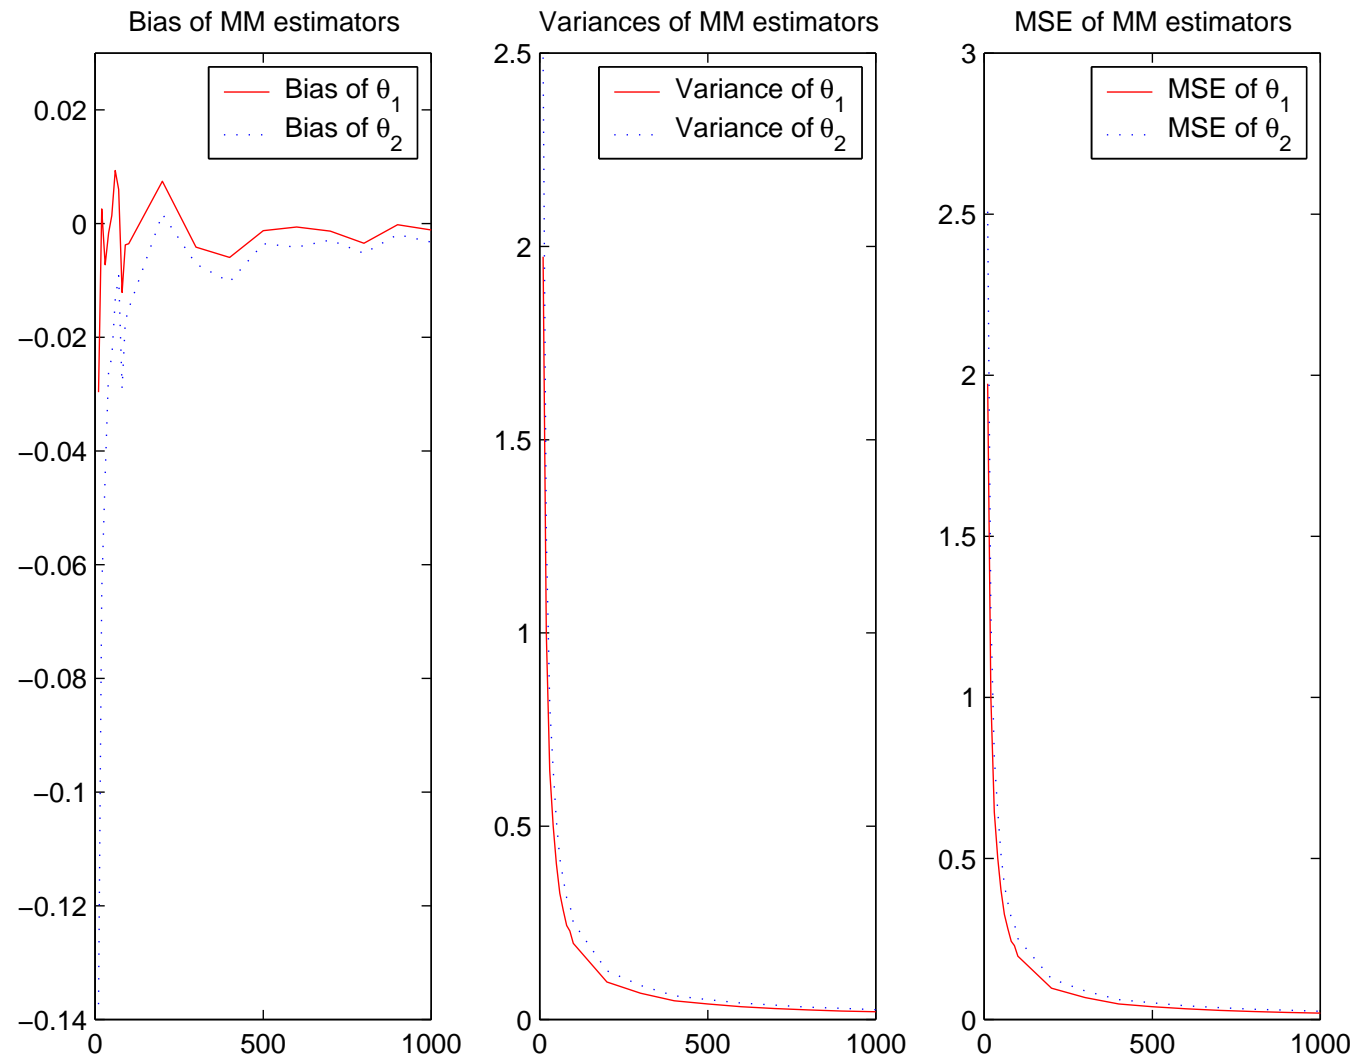 Bias of MM estimators
Bias of θ1
Bias of θ2
0.02
0
−0.02
−0.04
−0.06
−0.08
−0.1
−0.12
−0.14
0 500 1000
Variances of MM estimators
Variance of θ1
Variance of θ2
2.5
2
1.5
1
0.5
0
0 500 1000
MSE of MM estimators
MSE of θ1
MSE of θ2
3
2.5
2
1.5
1
0.5
0
0 500 1000